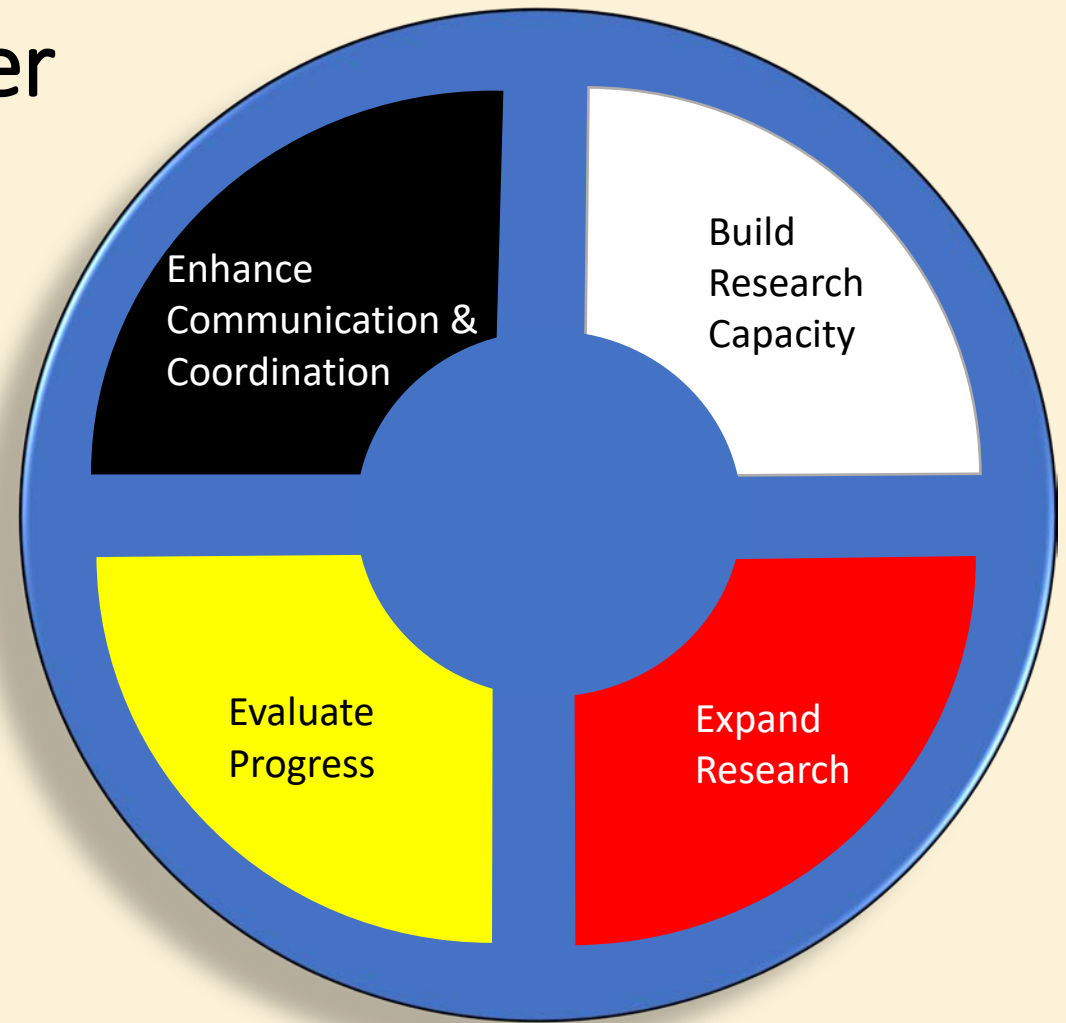 er
Enhance
Communication &
Coordination
Build
Research
Capacity
Evaluate
Progress
Expand
Research